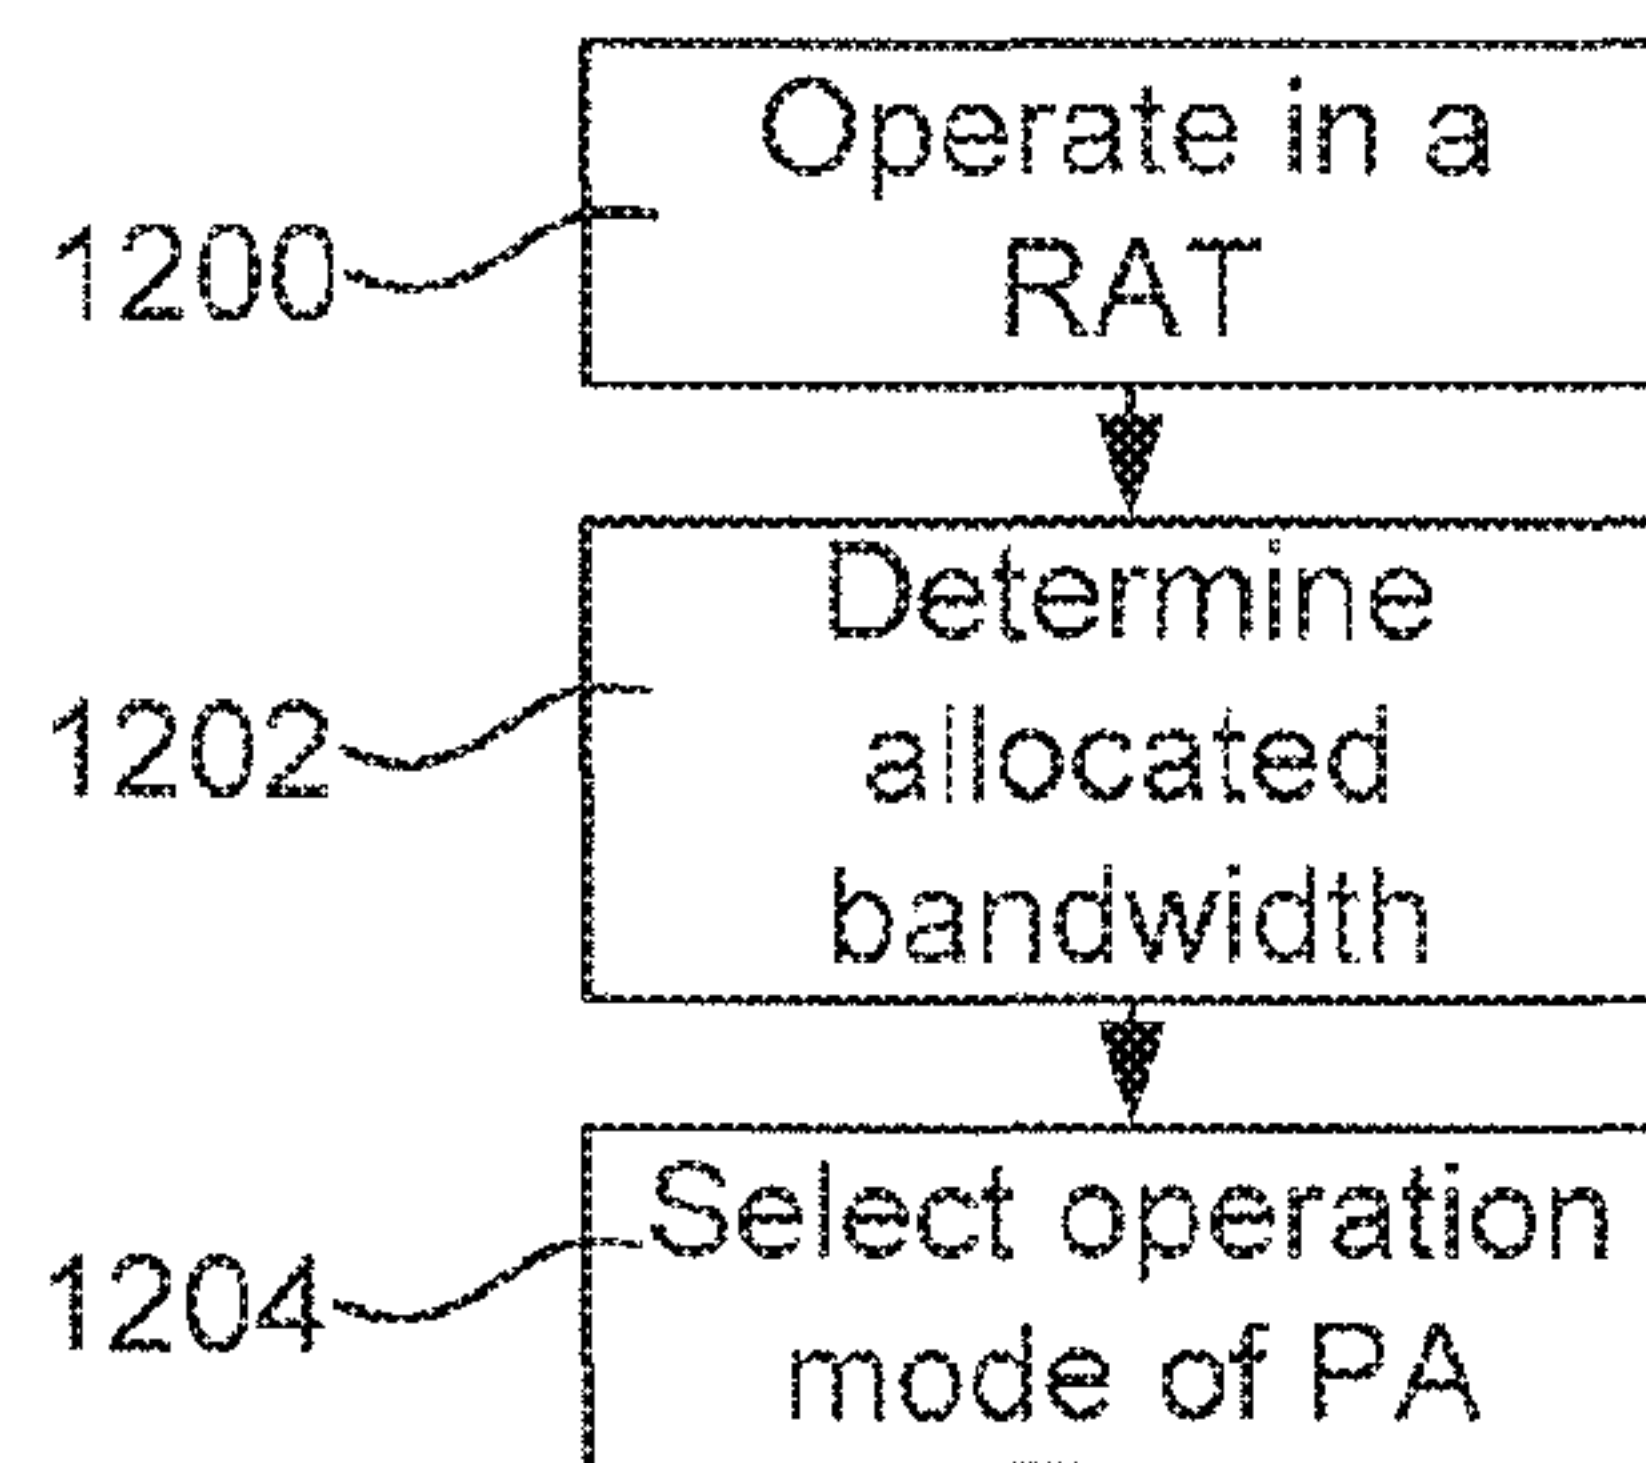 Operate in a
RAT
1200
Determine
allocated
bandwidth
1202
Select operation
mode of PA
1204